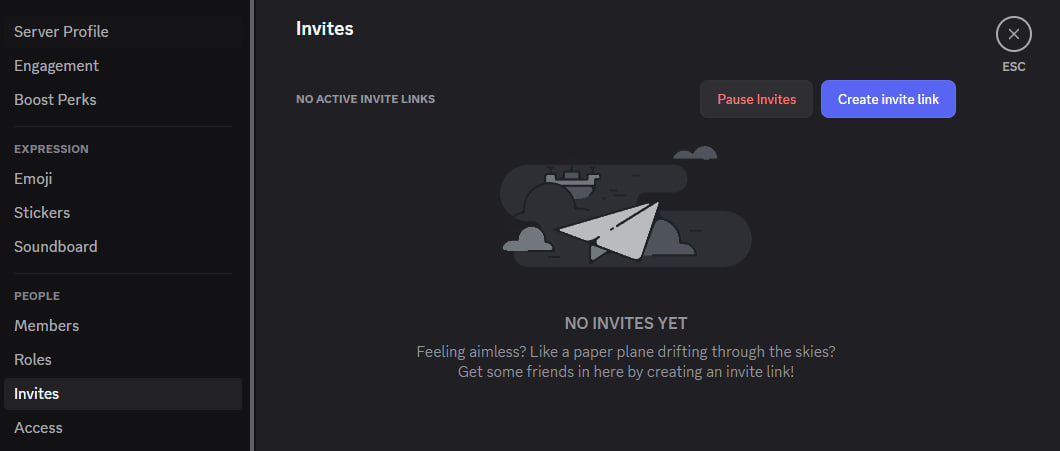 Server Profile
Engagement
Boost Perks
EXPRESSION
Emoji
Stickers
Soundboard
PEOPLE
Members
Roles
Invites
Access
Invites
ESC
NO ACTIVE INVITE LINKS
Pause Invites
Create invite link
NO INVITES YET
Feeling aimless? Like a paper plane drifting through the skies?
Get some friends in here by creating an invite link!